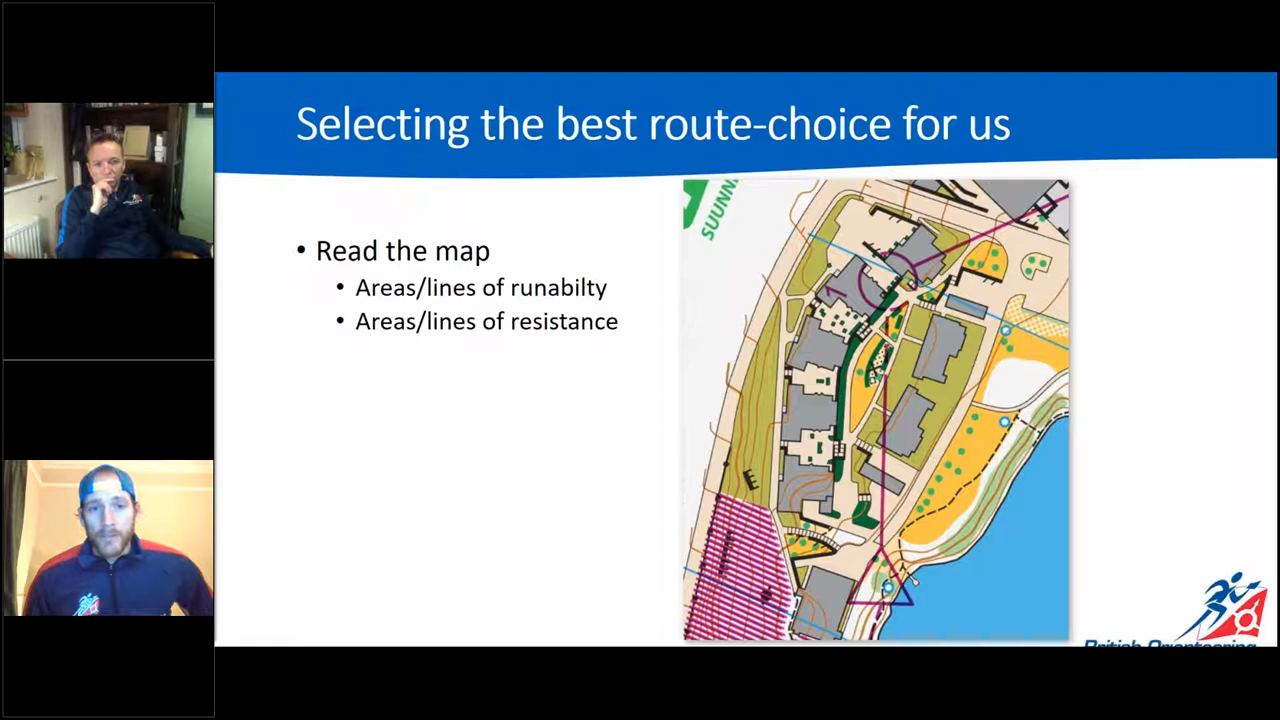 Selecting the best route-choice for us
• Read the map
• Areas/lines of runabilty
• Areas/lines of resistance
SUUNN
1
British Orienteering